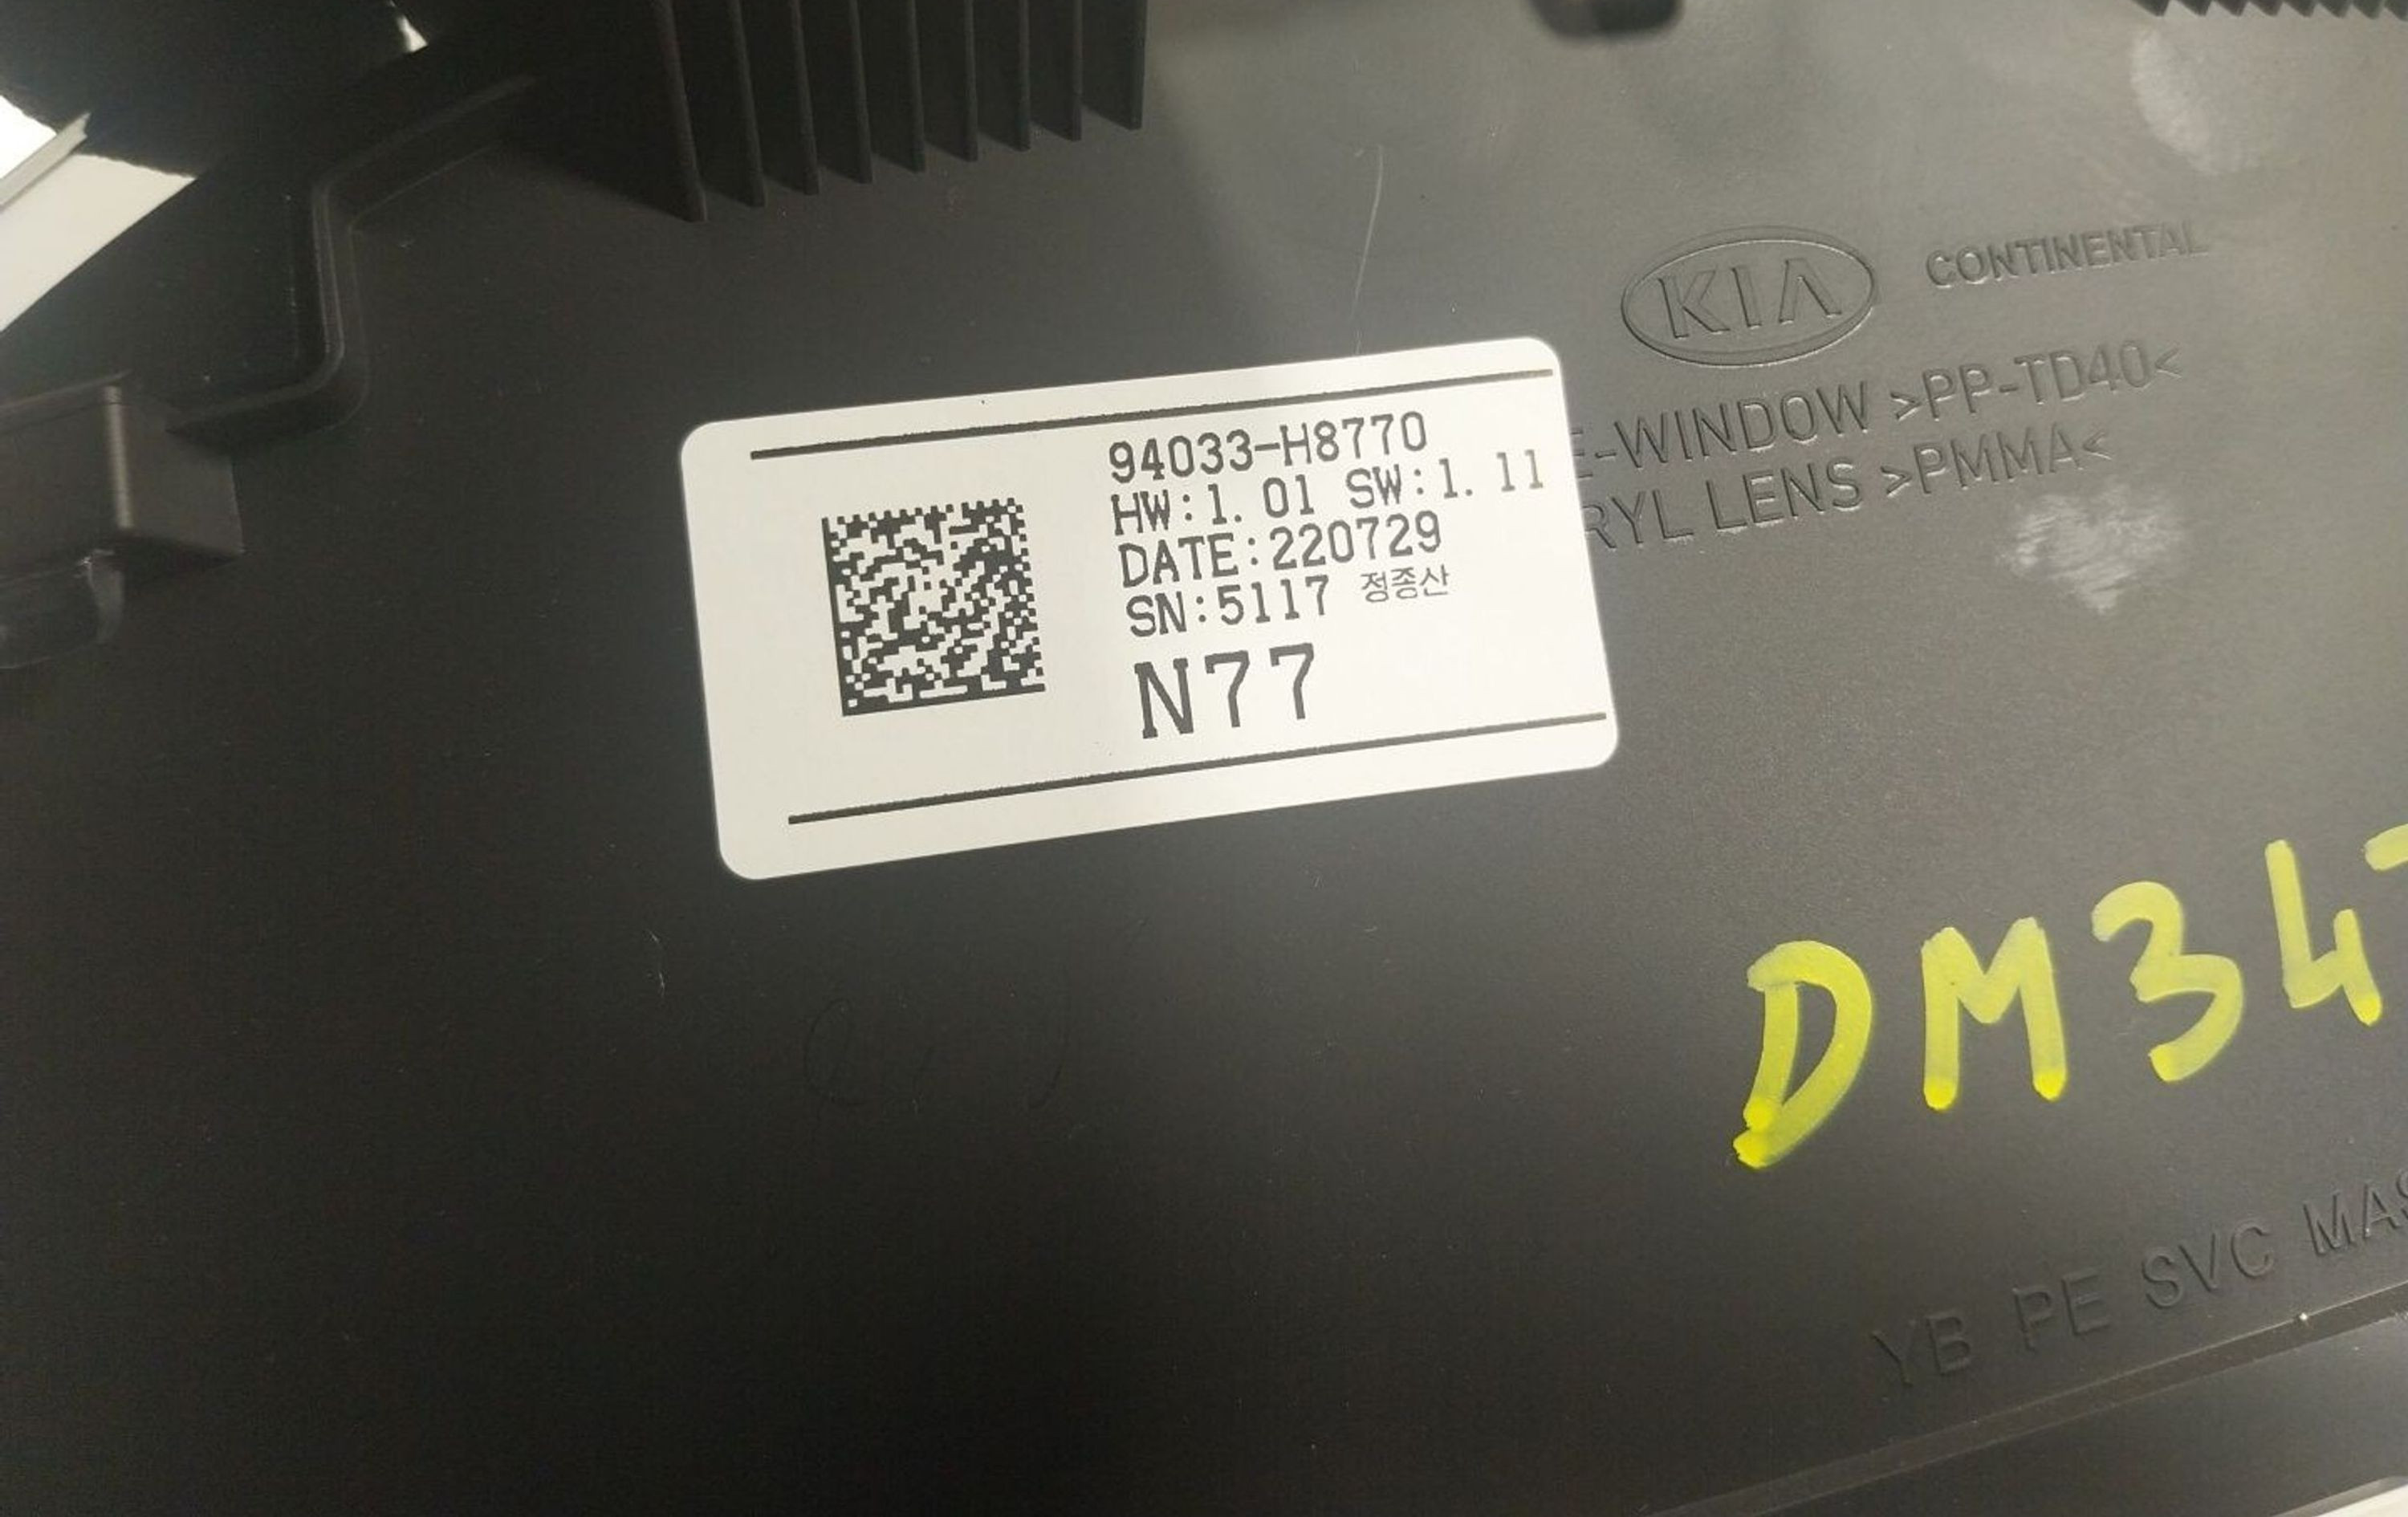 KIA CONTINENTAL
E-WINDOW >PP-TD40<
RYL LENS >PMMA<
94033-H8770
HW:1. 01 SW:1. 11
DATE:220729
SN:5117 정종산
N77
DM34
YB PE SVC MAS